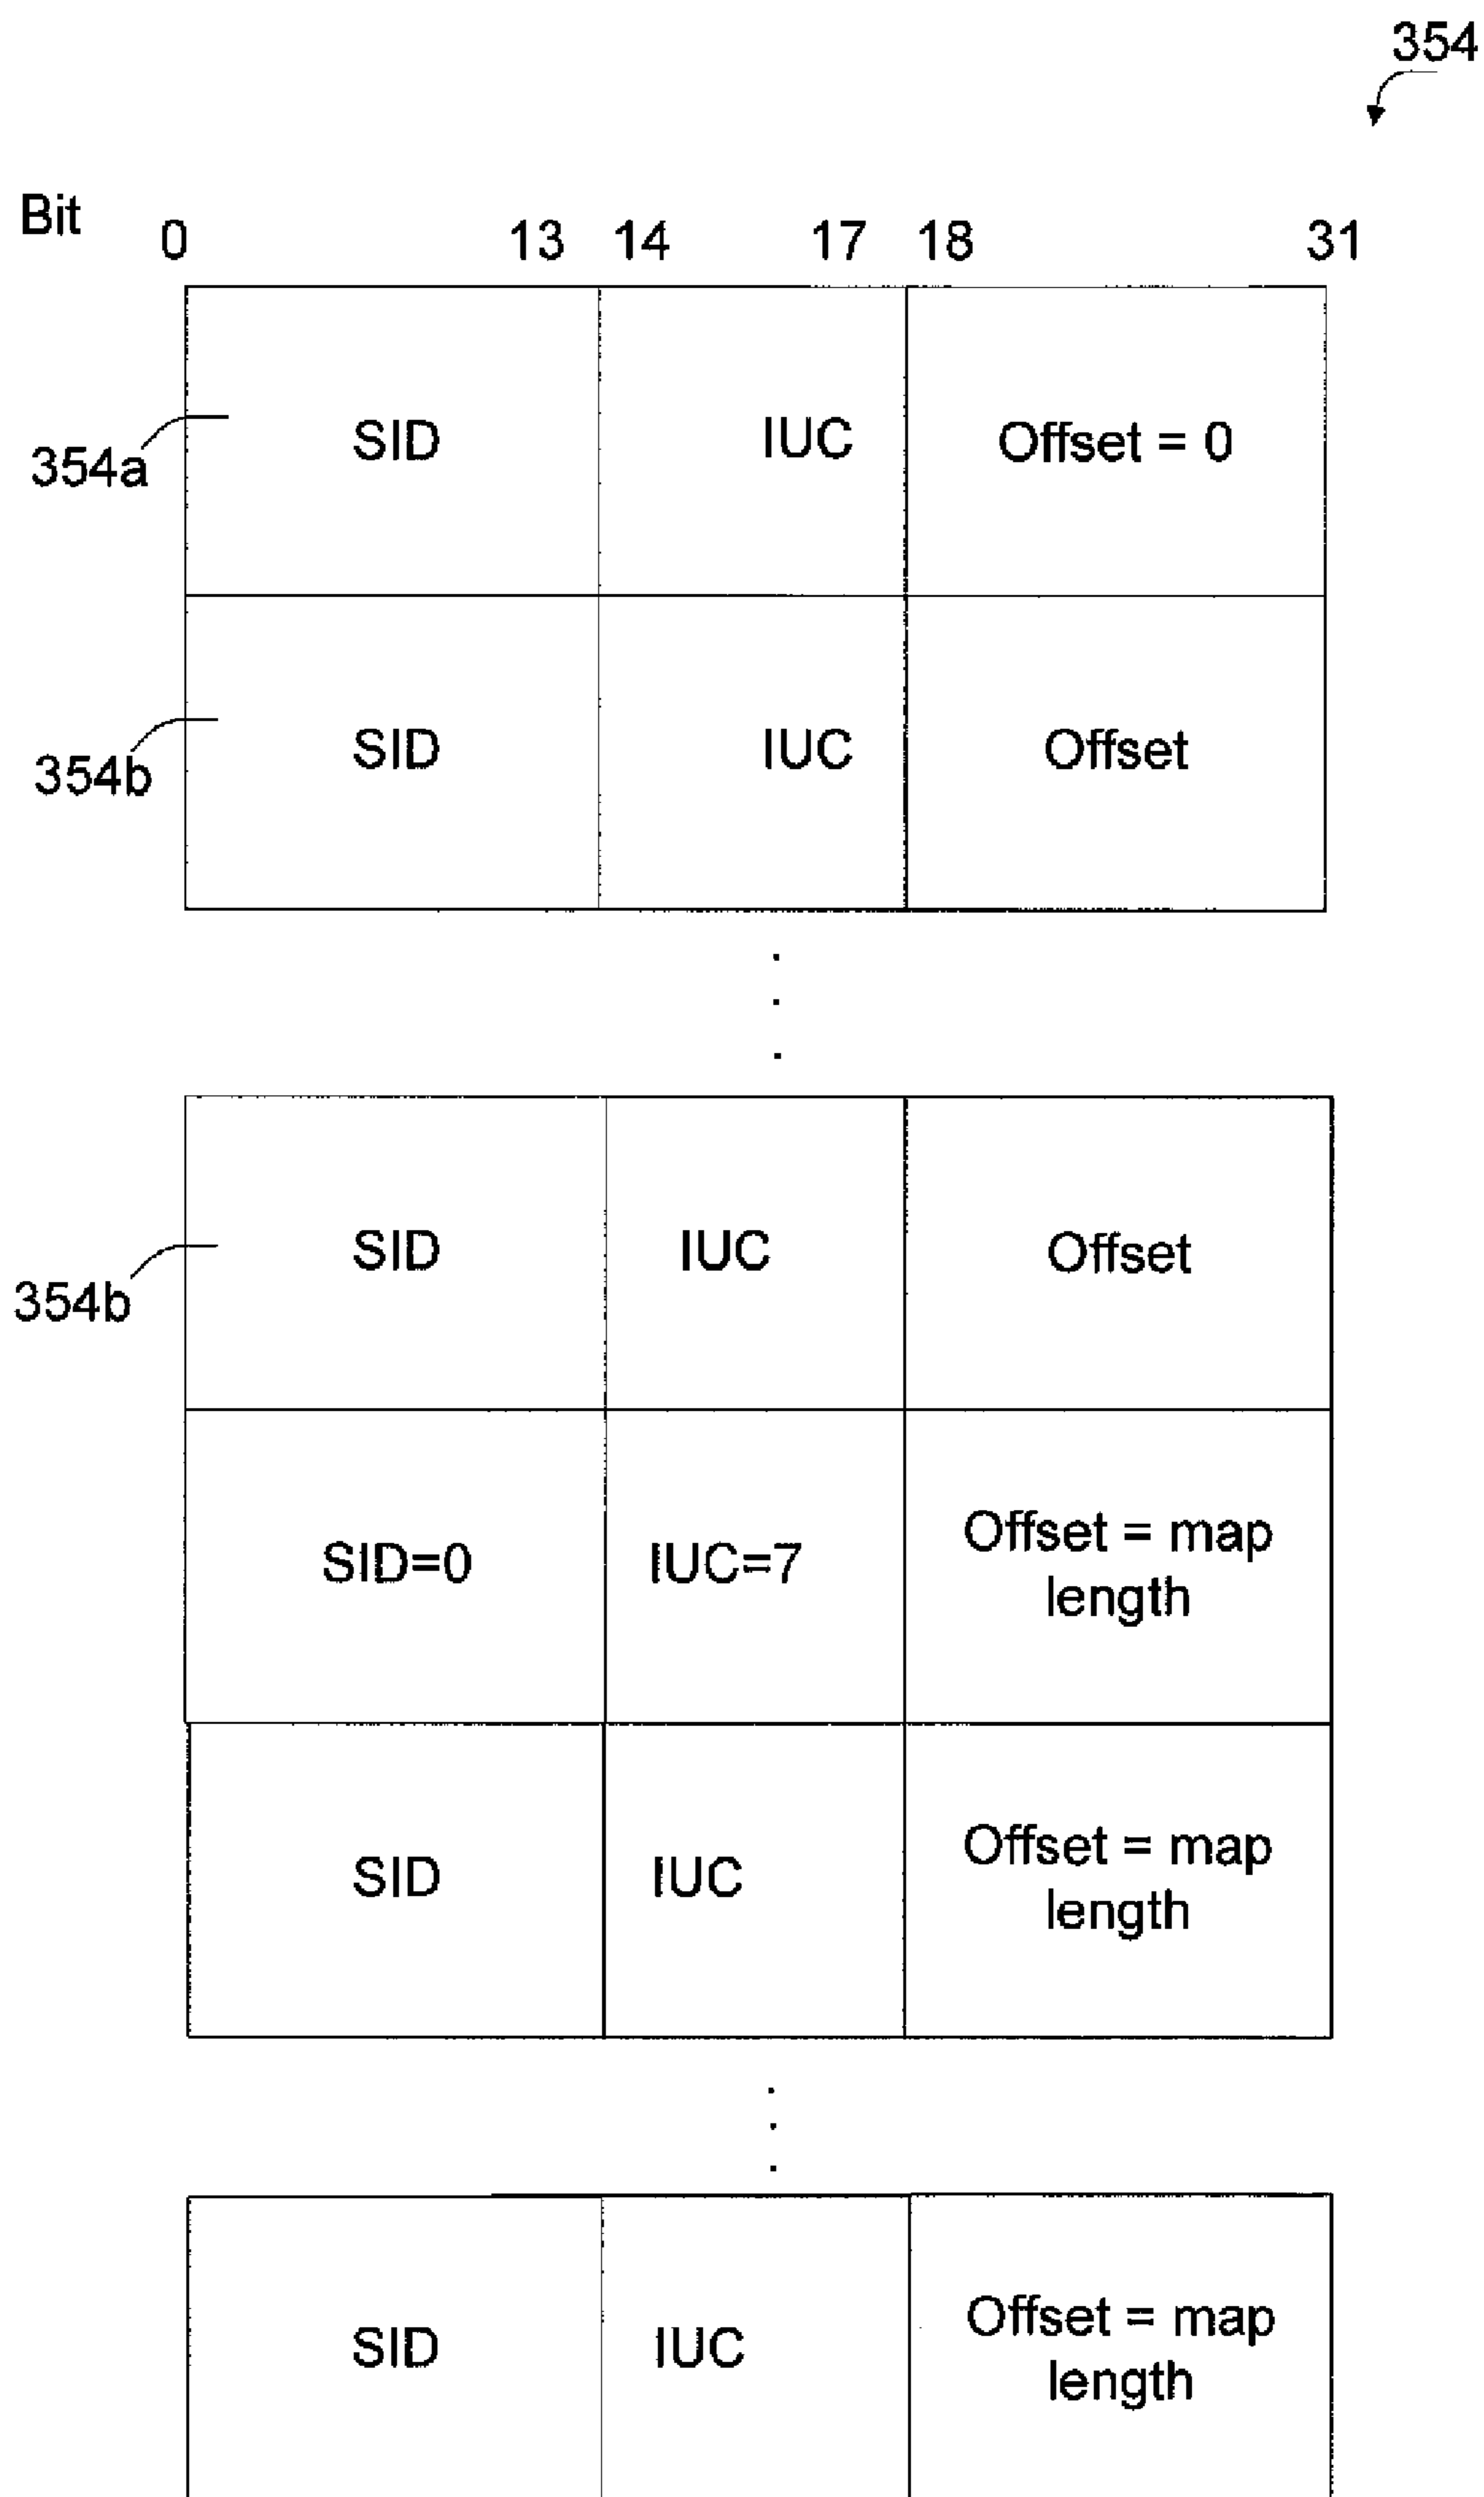 354
Bit 0 13 14 17 18 31
354a SID IUC Offset = 0
354b SID IUC Offset
354b SID IUC Offset
SID=0 IUC=7 Offset = map
length
SID IUC Offset = map
length
SID IUC Offset = map
length